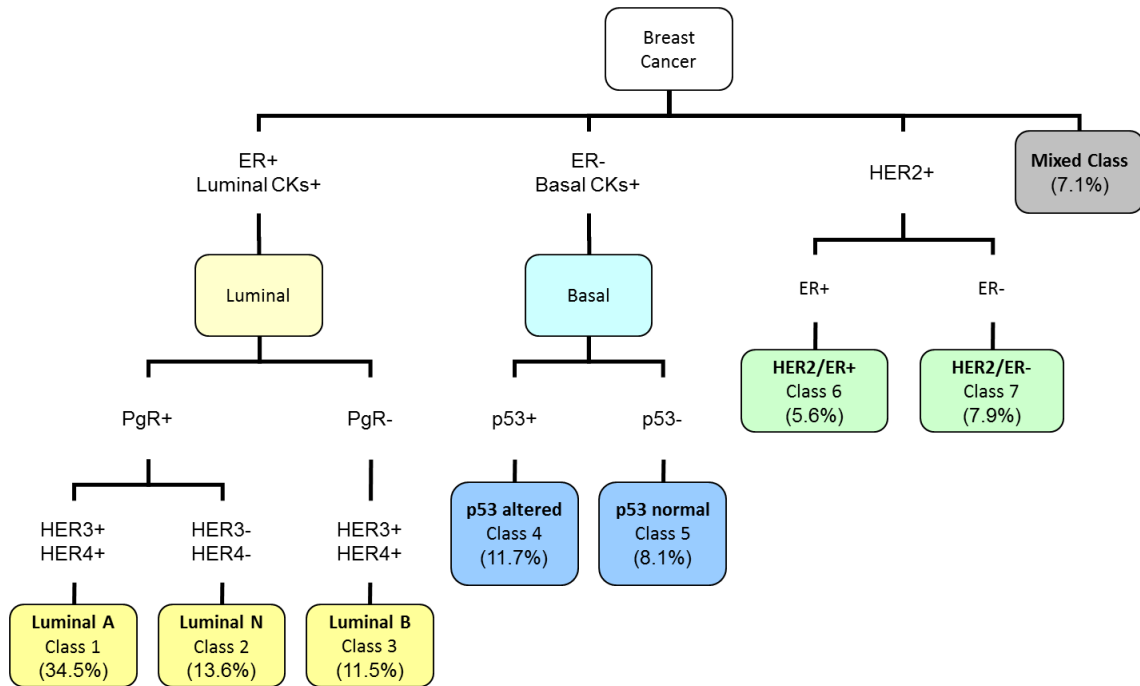 Breast
Cancer
ER+
Luminal CKs+
ER-
Basal CKs+
HER2+
Mixed Class
(7.1%)
Luminal
Basal
ER+
ER-
HER2/ER+
Class 6
(5.6%)
HER2/ER-
Class 7
(7.9%)
PgR+
PgR-
p53+
p53-
HER3+
HER4+
HER3-
HER4-
HER3+
HER4+
p53 altered
Class 4
(11.7%)
p53 normal
Class 5
(8.1%)
Luminal A
Class 1
(34.5%)
Luminal N
Class 2
(13.6%)
Luminal B
Class 3
(11.5%)